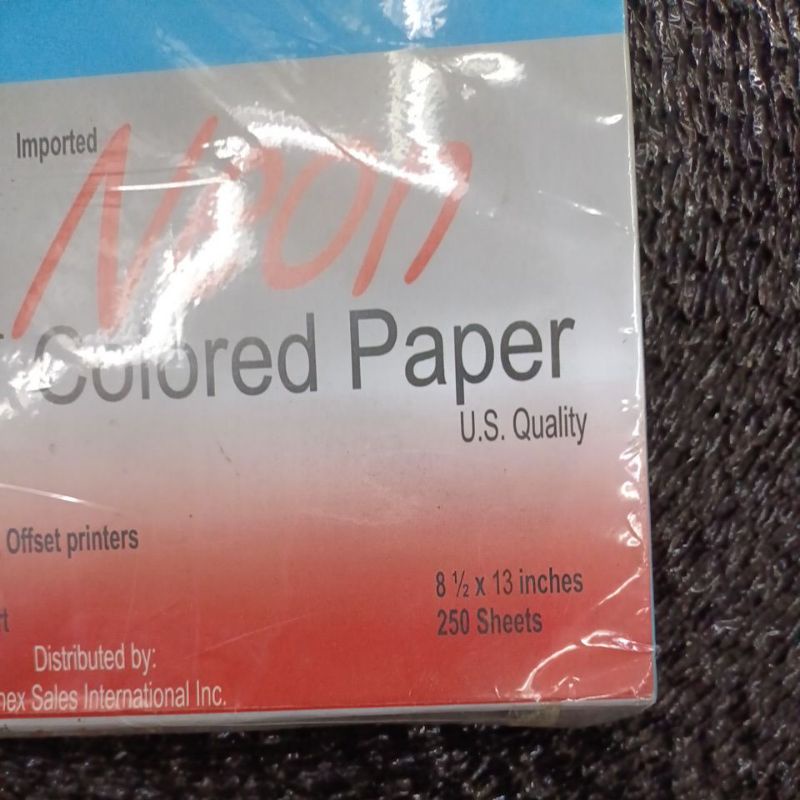 Imported
Neon
Colored Paper
U.S. Quality
Offset printers
8 ½ x 13 inches
250 Sheets
Distributed by:
Sales International Inc.